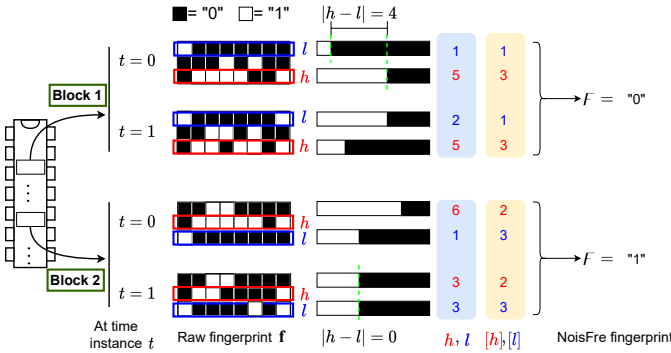 = "0" = "1" |h − l| = 4
t = 0 l 1 1
h 5 3
Block 1 F = "0"
t = 1 l 2 1
h 5 3
t = 0 h 6 2
l 1 3
Block 2 F = "1"
t = 1 h 3 2
l 3 3
At time
instance t
Raw fingerprint f
|h − l| = 0
h, l
[h],[l]
NoisFre fingerprint